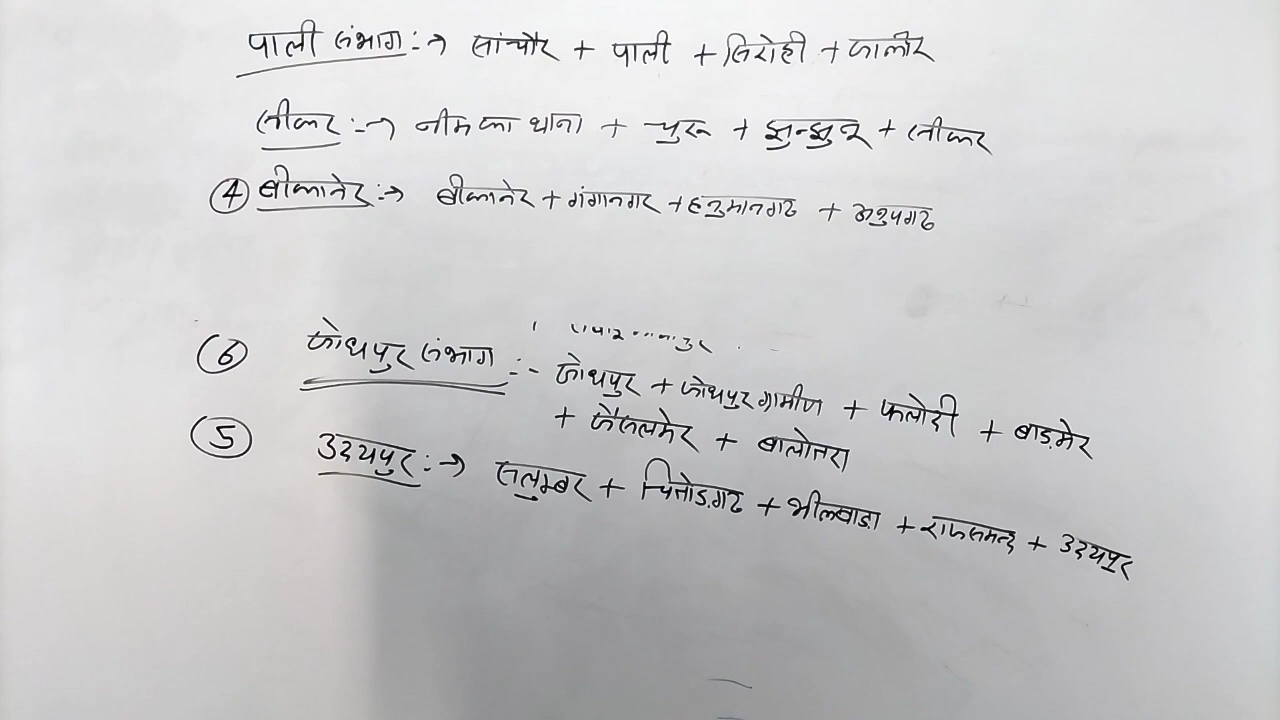 पाली संभाग :→ सांचौर + पाली + सिरोही + जालौर
सीकर :→ नीम का थाना + चुरू + झुन्झुनू + सीकर
④ बीकानेर :→ बीकानेर + गंगानगर + हनुमानगढ + अनुपगढ
⑥ जोधपुर संभाग :- जोधपुर + जोधपुर ग्रामीण + फलोदी + बाड़मेर
+ जैसलमेर + बालोतरा
⑤ उदयपुर :→ सलुम्बर + चितोड़गढ + भीलवाडा + राजसमन्द + उदयपुर